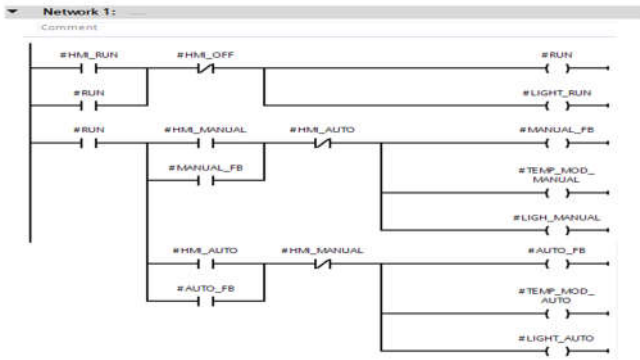 Network 1:
Comment
#HMI_RUN #HMI_OFF #RUN
#RUN #LIGHT_RUN
#RUN #HMI_MANUAL #HMI_AUTO #MANUAL_FB
#MANUAL_FB #TEMP_MOD_
MANUAL
#LIGH_MANUAL
#HMI_AUTO #HMI_MANUAL #AUTO_FB
#AUTO_FB #TEMP_MOD_
AUTO
#LIGHT_AUTO